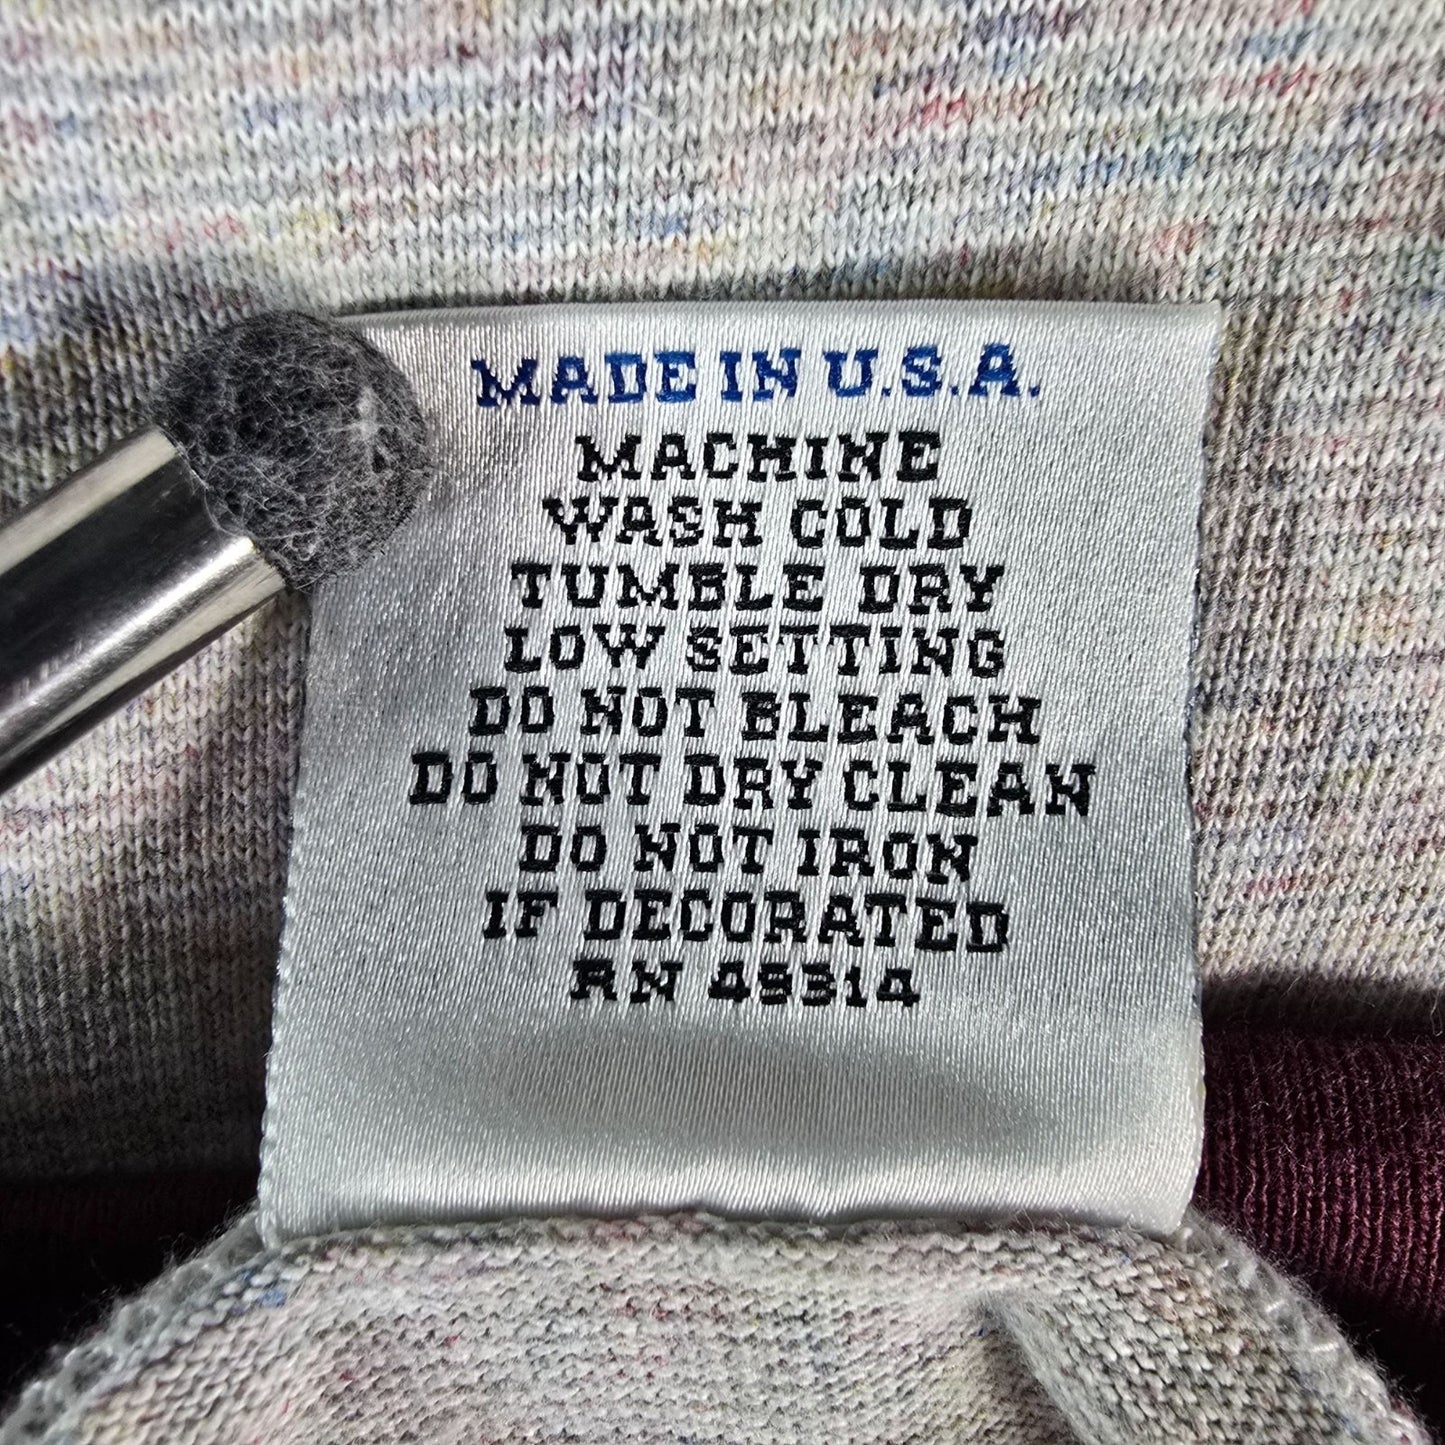 MADE IN U.S.A.
MACHINE
WASH COLD
TUMBLE DRY
LOW SETTING
DO NOT BLEACH
DO NOT DRY CLEAN
DO NOT IRON
IF DECORATED
RN 49314